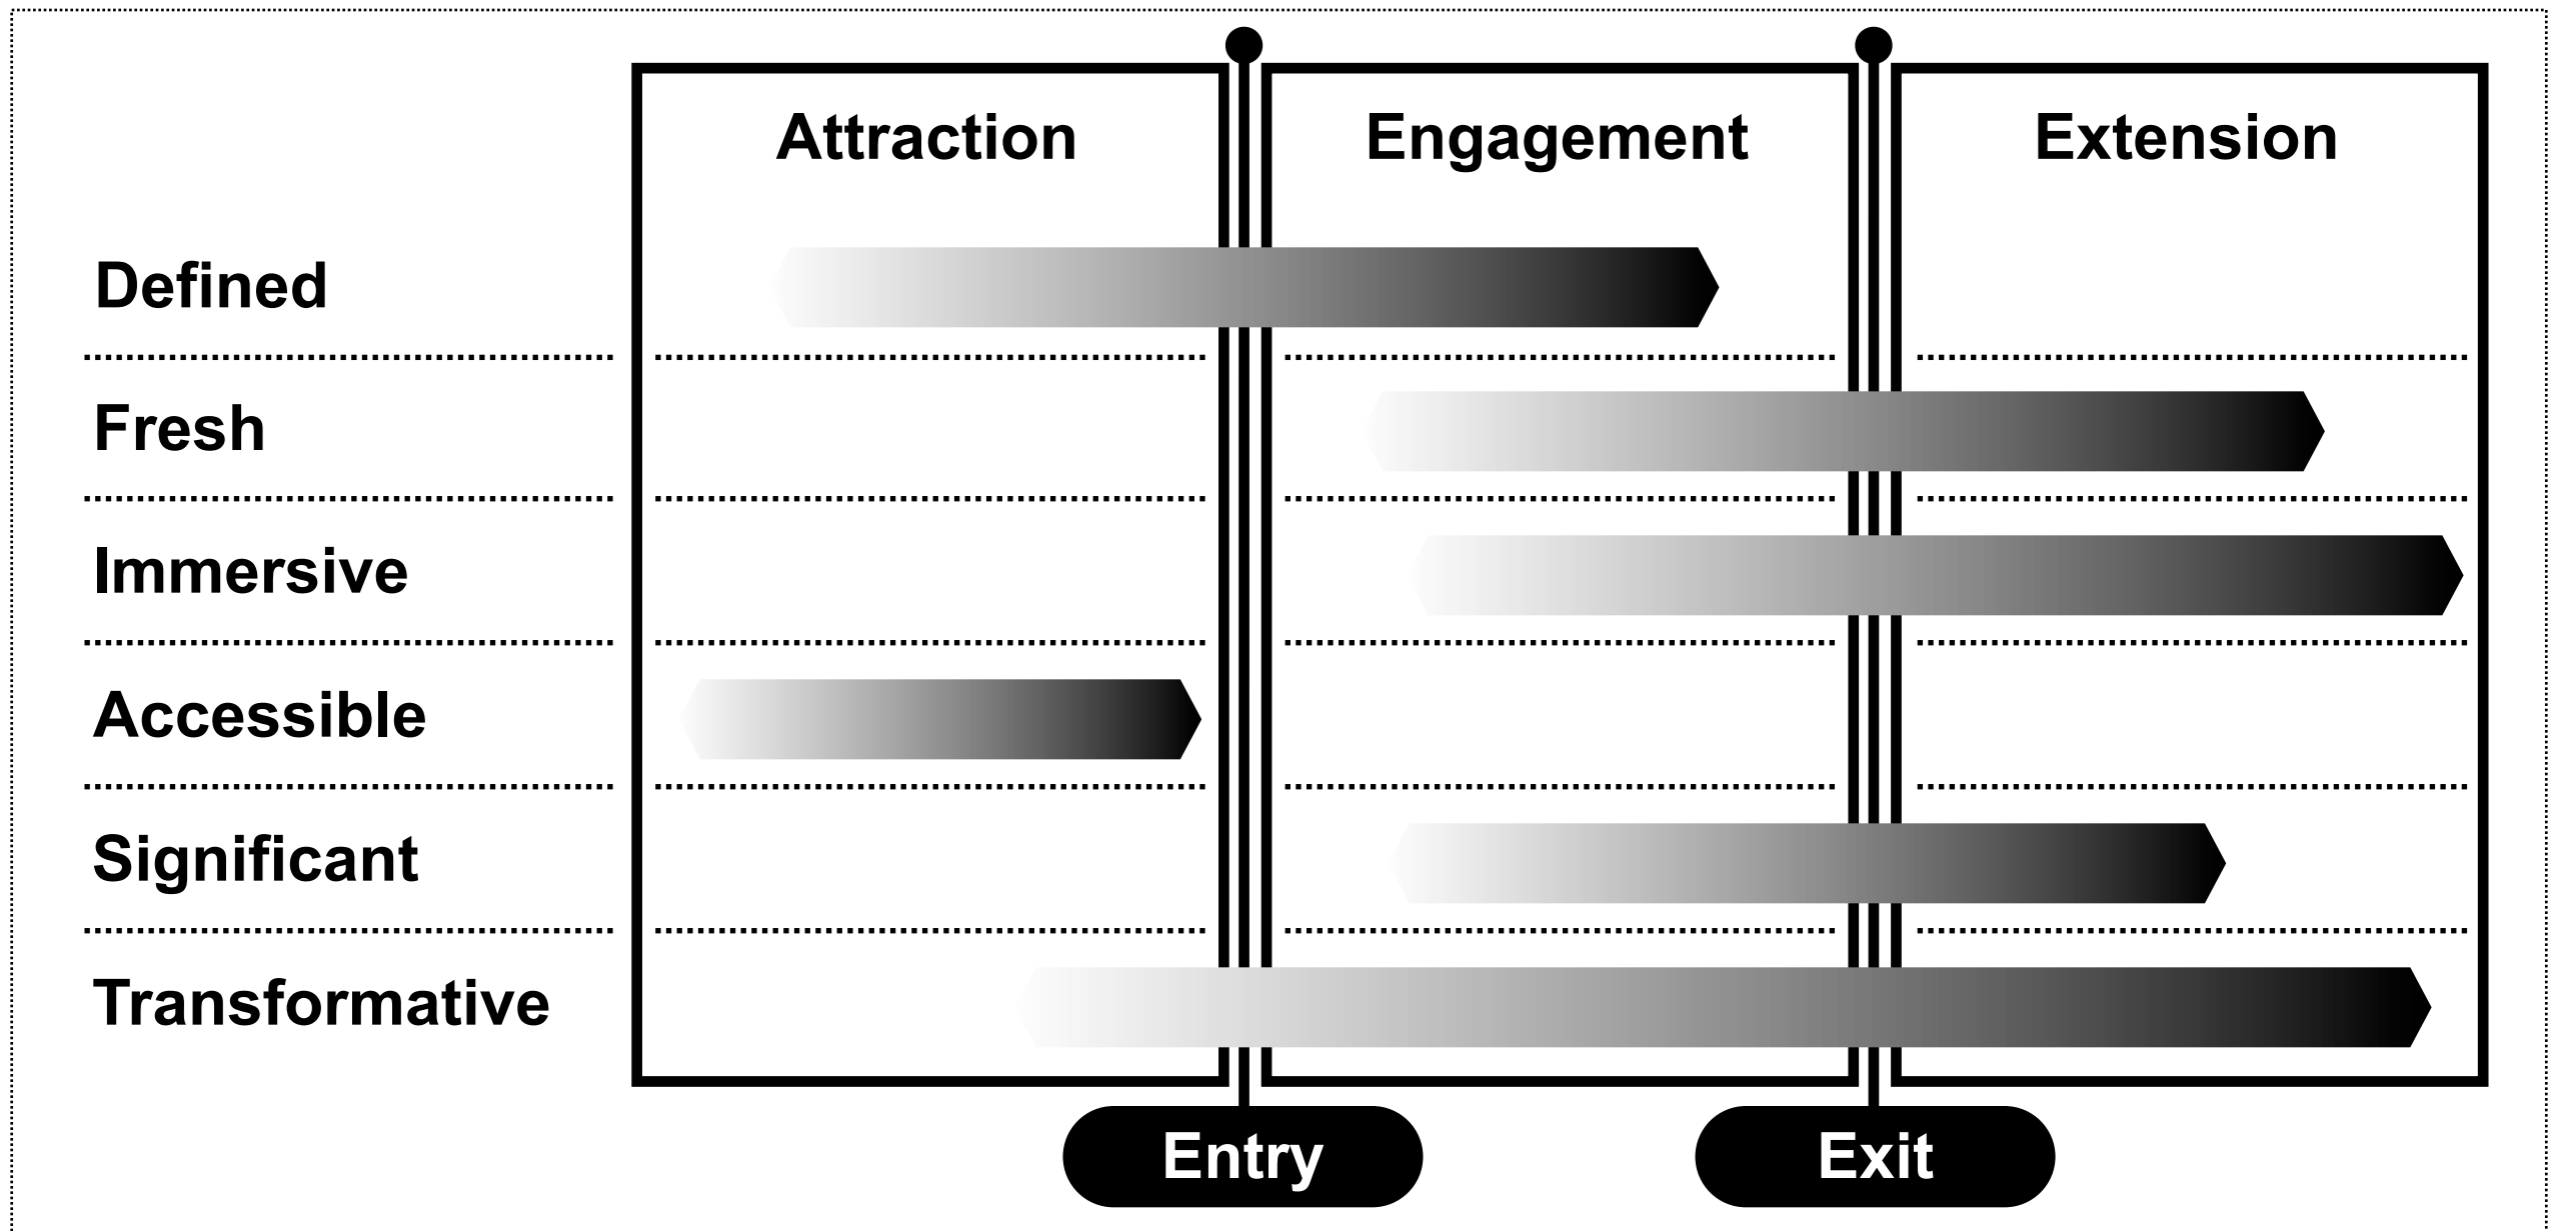 Attraction Engagement Extension
Defined
Fresh
Immersive
Accessible
Significant
Transformative
Entry Exit